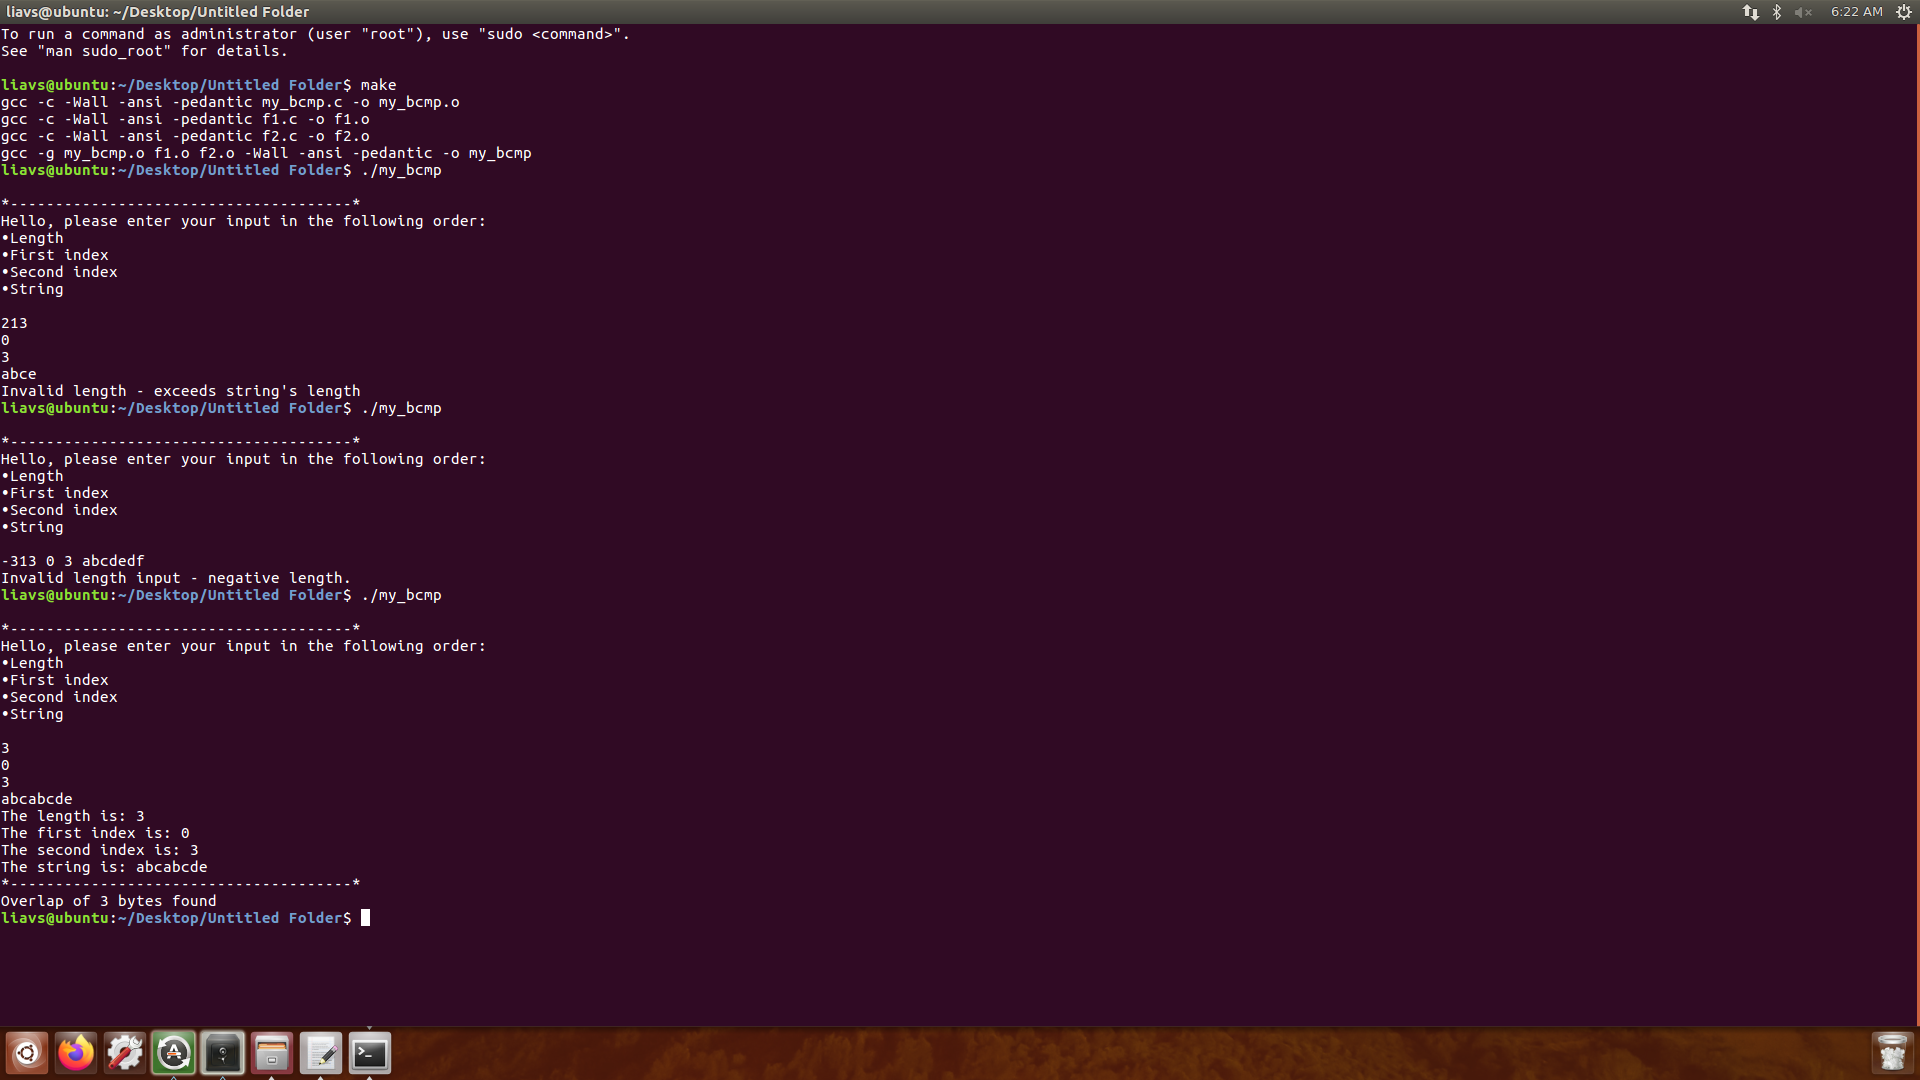 liavs@ubuntu: ~/Desktop/Untitled Folder
6:22 AM
To run a command as administrator (user "root"), use "sudo <command>".
See "man sudo_root" for details.
liavs@ubuntu:~/Desktop/Untitled Folder$ make
gcc -c -Wall -ansi -pedantic my_bcmp.c -o my_bcmp.o
gcc -c -Wall -ansi -pedantic f1.c -o f1.o
gcc -c -Wall -ansi -pedantic f2.c -o f2.o
gcc -g my_bcmp.o f1.o f2.o -Wall -ansi -pedantic -o my_bcmp
liavs@ubuntu:~/Desktop/Untitled Folder$ ./my_bcmp
*--------------------------------------*
Hello, please enter your input in the following order:
•Length
•First index
•Second index
•String
213
0
3
abce
Invalid length - exceeds string's length
liavs@ubuntu:~/Desktop/Untitled Folder$ ./my_bcmp
*--------------------------------------*
Hello, please enter your input in the following order:
•Length
•First index
•Second index
•String
-313 0 3 abcdedf
Invalid length input - negative length.
liavs@ubuntu:~/Desktop/Untitled Folder$ ./my_bcmp
*--------------------------------------*
Hello, please enter your input in the following order:
•Length
•First index
•Second index
•String
3
0
3
abcabcde
The length is: 3
The first index is: 0
The second index is: 3
The string is: abcabcde
*--------------------------------------*
Overlap of 3 bytes found
liavs@ubuntu:~/Desktop/Untitled Folder$